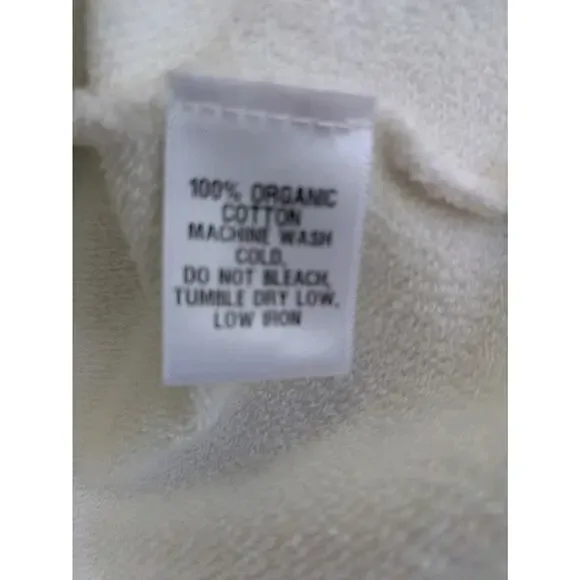 100% ORGANIC
COTTON
MACHINE WASH
COLD,
DO NOT BLEACH,
TUMBLE DRY LOW,
LOW IRON